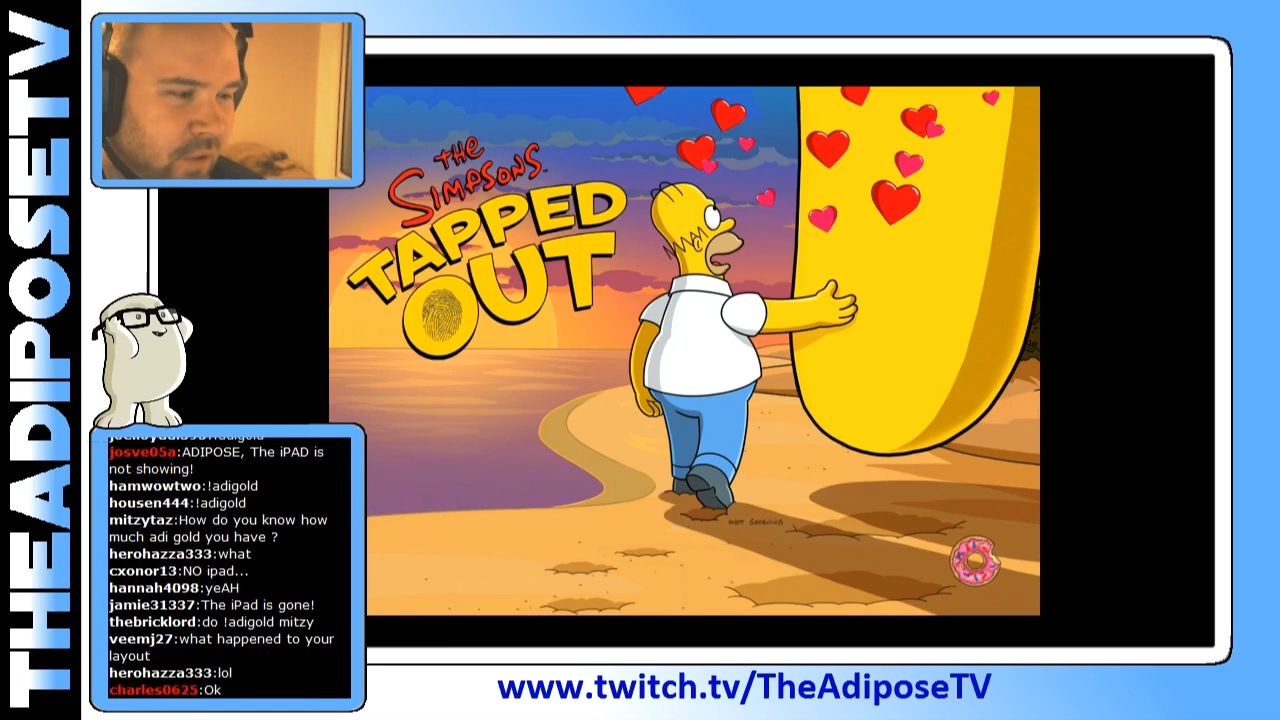 THEADIPOSETV
THE
SIMPSONS
TAPPED
OUT
MATT GROENING
josve05a:ADIPOSE, The iPAD is
not showing!
hamwowtwo:!adigold
housen444:!adigold
mitzytaz:How do you know how
much adi gold you have ?
herohazza333:what
cxonor13:NO ipad...
hannah4098:yeAH
jamie31337:The iPad is gone!
thebricklord:do !adigold mitzy
veemj27:what happened to your
layout
herohazza333:lol
charles0625:Ok
www.twitch.tv/TheAdiposeTV